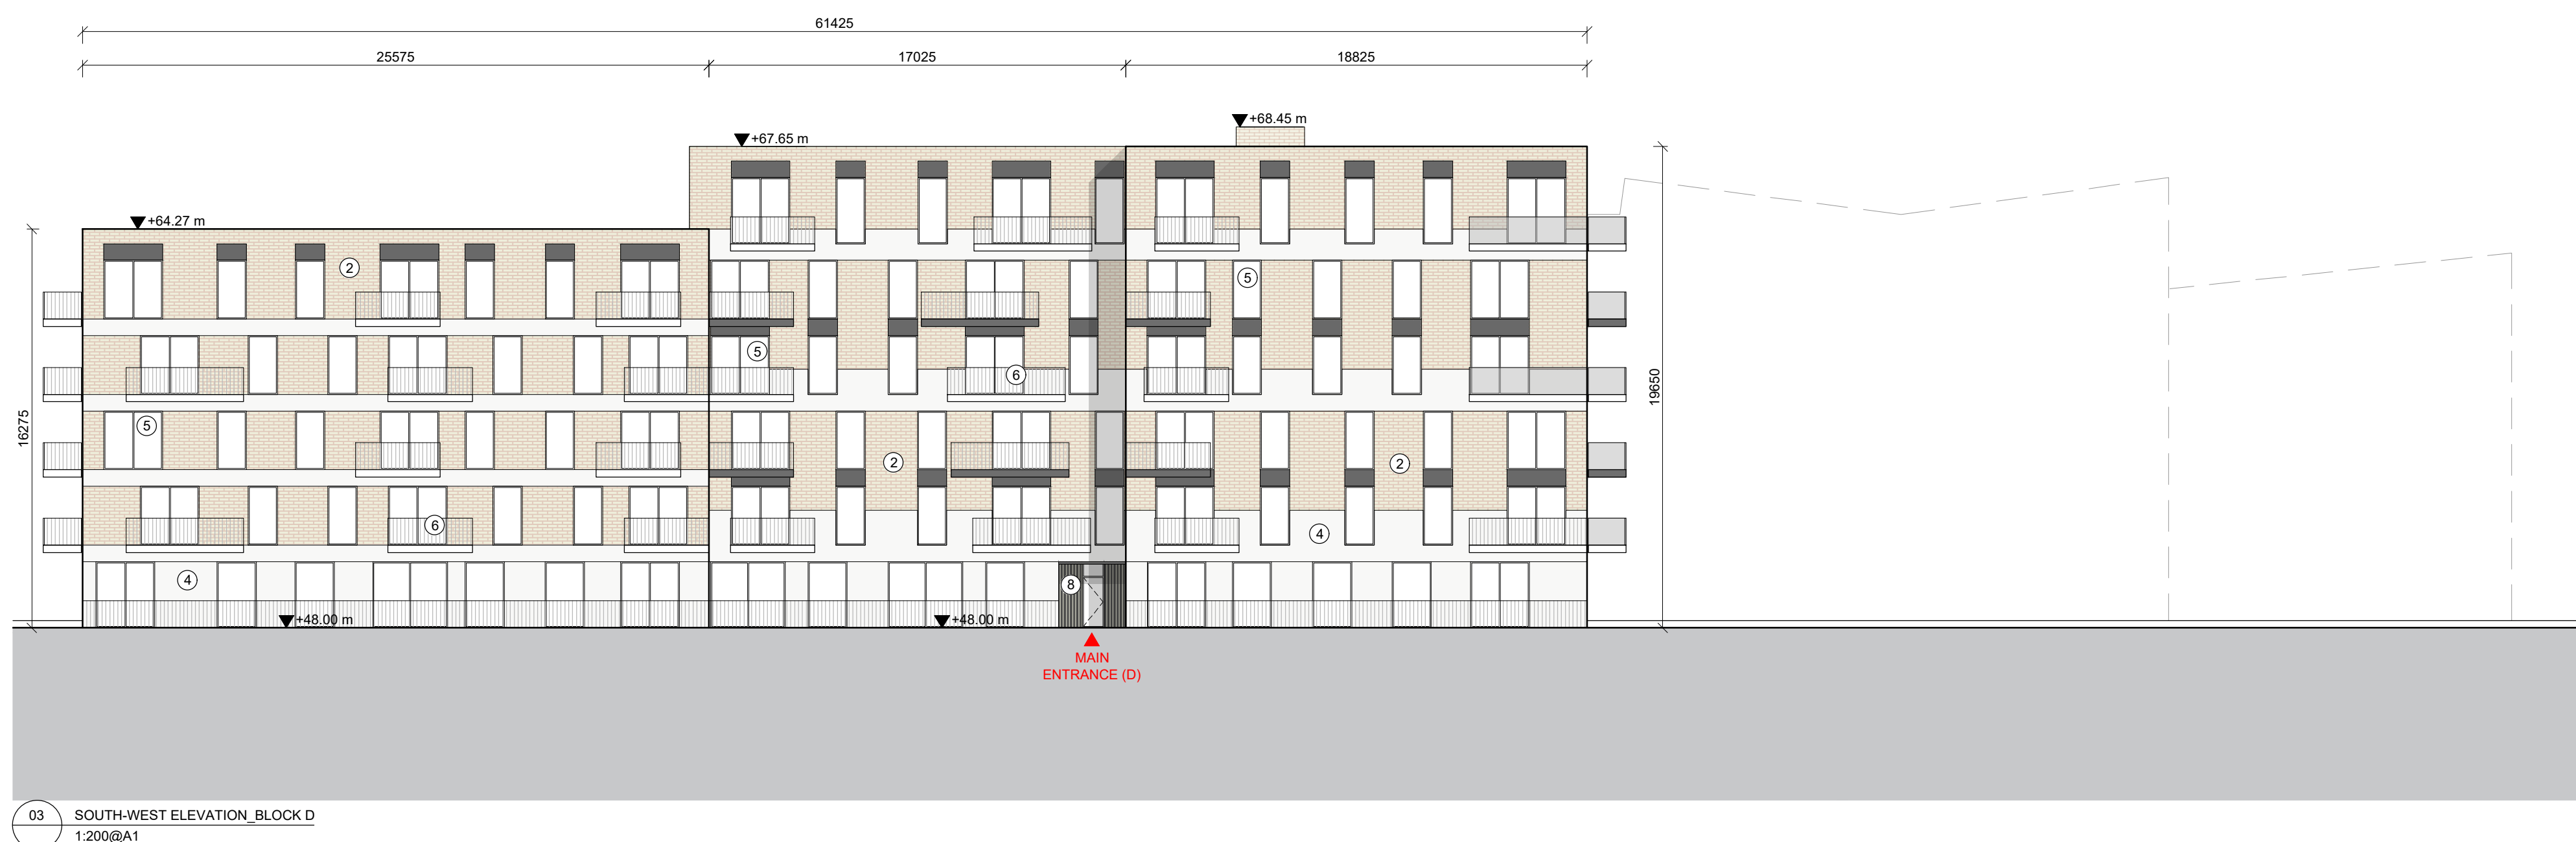 61425
25575
17025
18825
+68.45 m
+67.65 m
+64.27 m
2
5
5
6
5
2
2
6
4
4
8
16275
19650
+48.00 m
+48.00 m
MAIN
ENTRANCE (D)
03
SOUTH-WEST ELEVATION_BLOCK D
1:200@A1